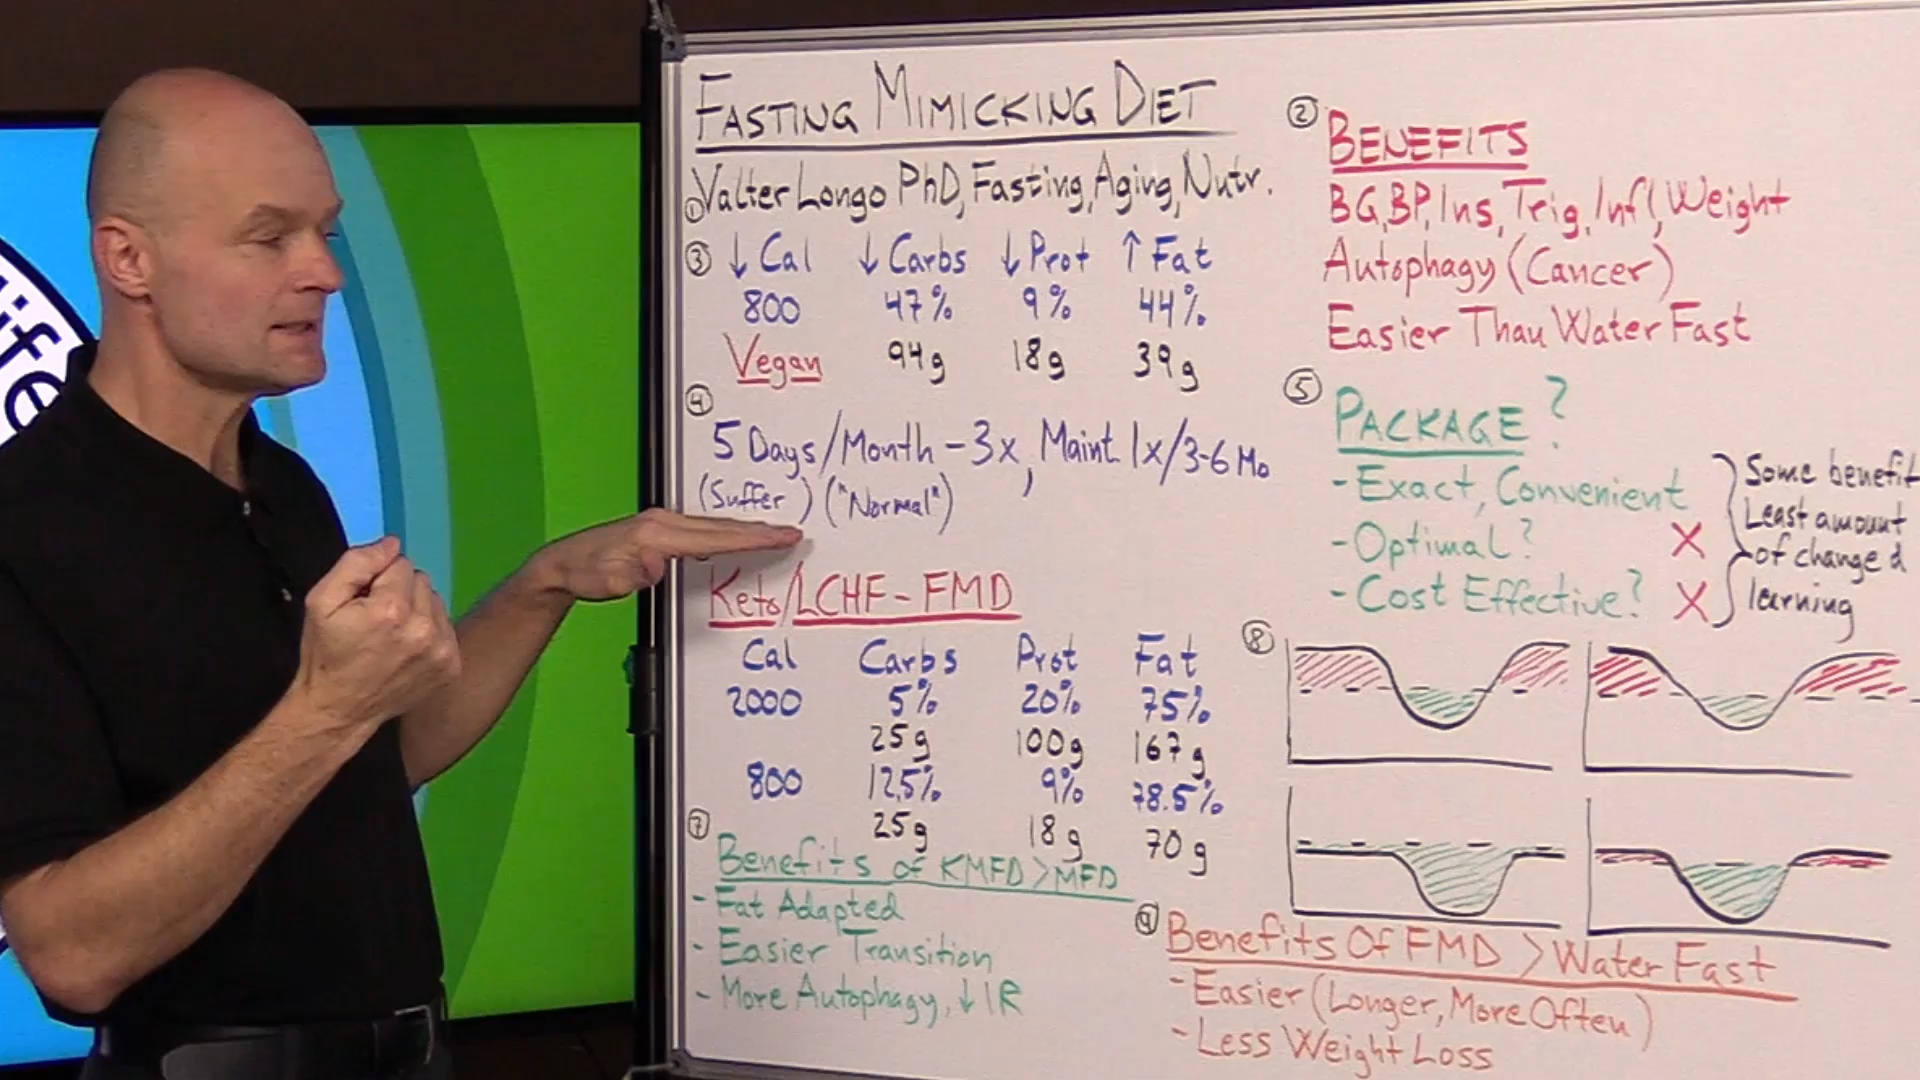 FASTING MIMICKING DIET
① Valter Longo PhD, Fasting, Aging, Nutr.
③ ↓ Cal ↓ Carbs ↓ Prot ↑ Fat
800 47% 9% 44%
Vegan 94g 18g 39g
④
5 Days/Month - 3x, Maint 1x/3-6 Mo
(Suffer) ("Normal")
Keto/LCHF - FMD
Cal Carbs Prot Fat
2000 5% 20% 75%
25g 100g 167g
800 12,5% 9% 78.5%
25g 18g 70g
⑦
Benefits of KMFD > MFD
- Fat Adapted
- Easier Transition
- More Autophagy, ↓ IR
② BENEFITS
BG, BP, Ins, Trig, Infl, Weight
Autophagy (Cancer)
Easier Than Water Fast
⑤ PACKAGE?
- Exact, Convenient
- Optimal? X
- Cost Effective? X
Some benefit
Least amount
of change &
learning
⑧
⑨ Benefits Of FMD > Water Fast
- Easier (Longer, More Often)
- Less Weight Loss
ife